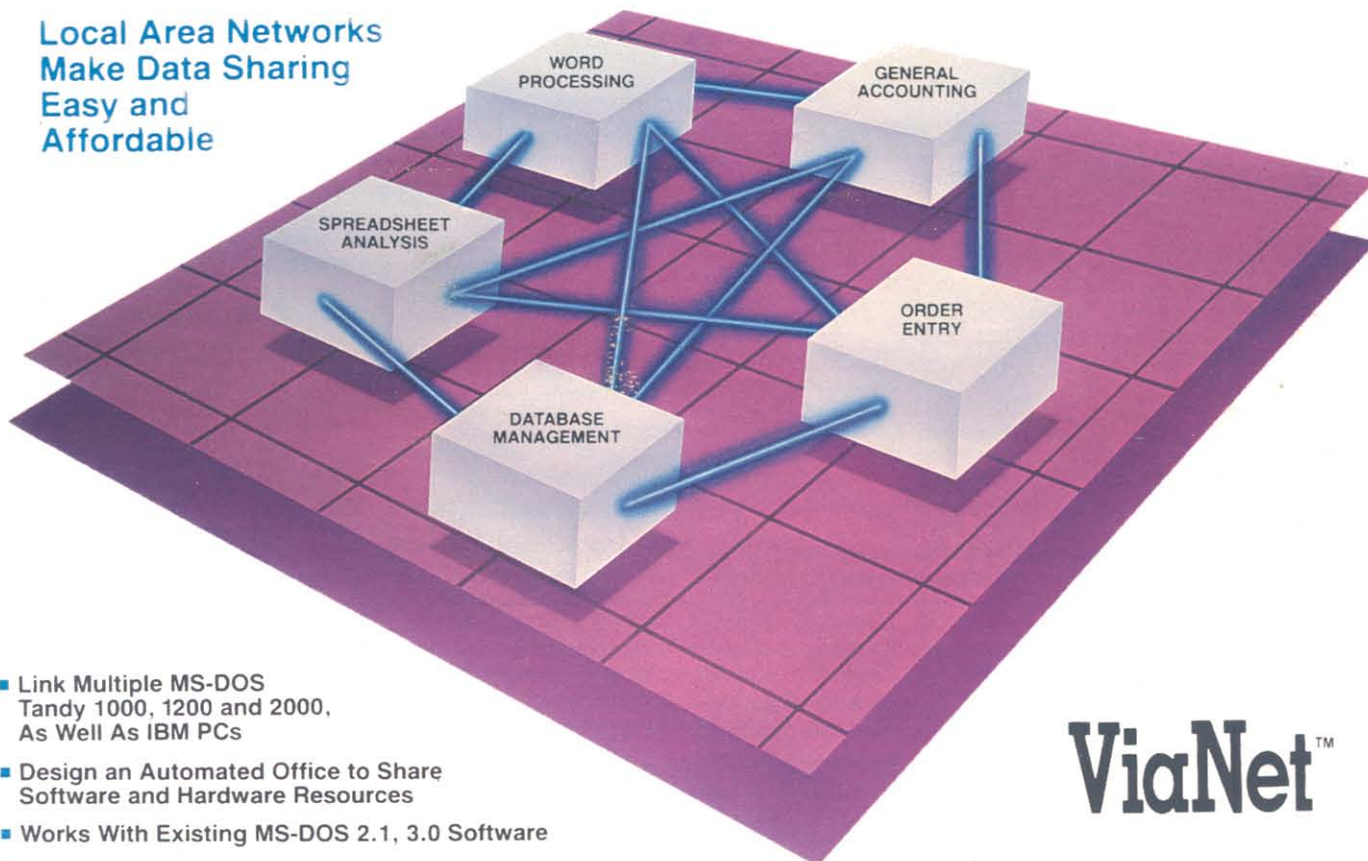 Local Area Networks
Make Data Sharing
Easy and
Affordable
WORD
PROCESSING
GENERAL
ACCOUNTING
SPREADSHEET
ANALYSIS
ORDER
ENTRY
DATABASE
MANAGEMENT
▪ Link Multiple MS-DOS
Tandy 1000, 1200 and 2000,
As Well As IBM PCs
▪ Design an Automated Office to Share
Software and Hardware Resources
▪ Works With Existing MS-DOS 2.1, 3.0 Software
ViaNet™